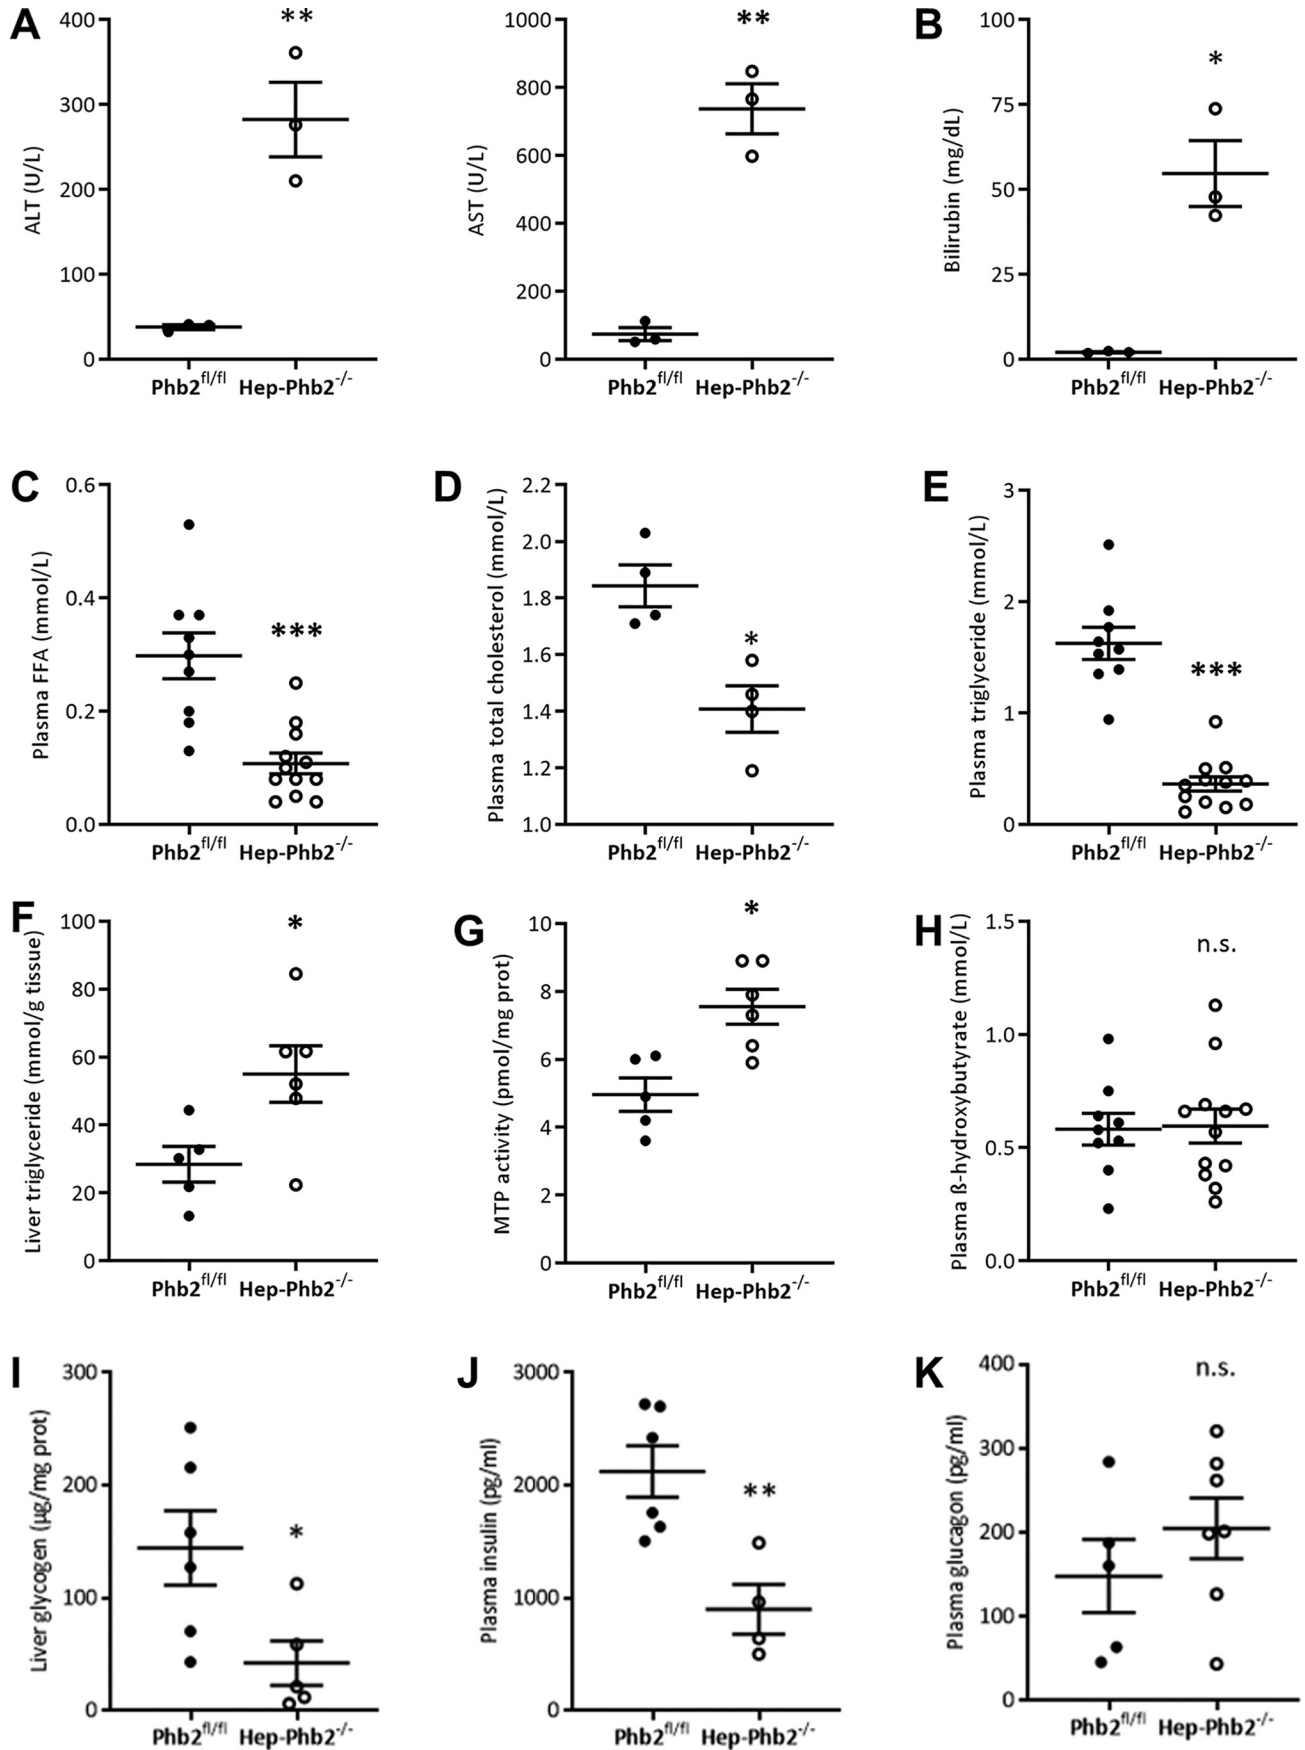 A
ALT (U/L)
400
300
200
100
0
**
Phb2fl/fl Hep-Phb2-/-
AST (U/L)
1000
800
600
400
200
0
**
Phb2fl/fl Hep-Phb2-/-
B
Bilirubin (mg/dL)
100
75
50
25
0
*
Phb2fl/fl Hep-Phb2-/-
C
Plasma FFA (mmol/L)
0.6
0.4
0.2
0.0
***
Phb2fl/fl Hep-Phb2-/-
D
Plasma total cholesterol (mmol/L)
2.2
2.0
1.8
1.6
1.4
1.2
1.0
*
Phb2fl/fl Hep-Phb2-/-
E
Plasma triglyceride (mmol/L)
3
2
1
0
***
Phb2fl/fl Hep-Phb2-/-
F
Liver triglyceride (mmol/g tissue)
100
80
60
40
20
0
*
Phb2fl/fl Hep-Phb2-/-
G
MTP activity (pmol/mg prot)
10
8
6
4
2
0
*
Phb2fl/fl Hep-Phb2-/-
H
Plasma ß-hydroxybutyrate (mmol/L)
1.5
1.0
0.5
0.0
n.s.
Phb2fl/fl Hep-Phb2-/-
I
Liver glycogen (µg/mg prot)
300
200
100
0
*
Phb2fl/fl Hep-Phb2-/-
J
Plasma insulin (pg/ml)
3000
2000
1000
0
**
Phb2fl/fl Hep-Phb2-/-
K
Plasma glucagon (pg/ml)
400
300
200
100
0
n.s.
Phb2fl/fl Hep-Phb2-/-